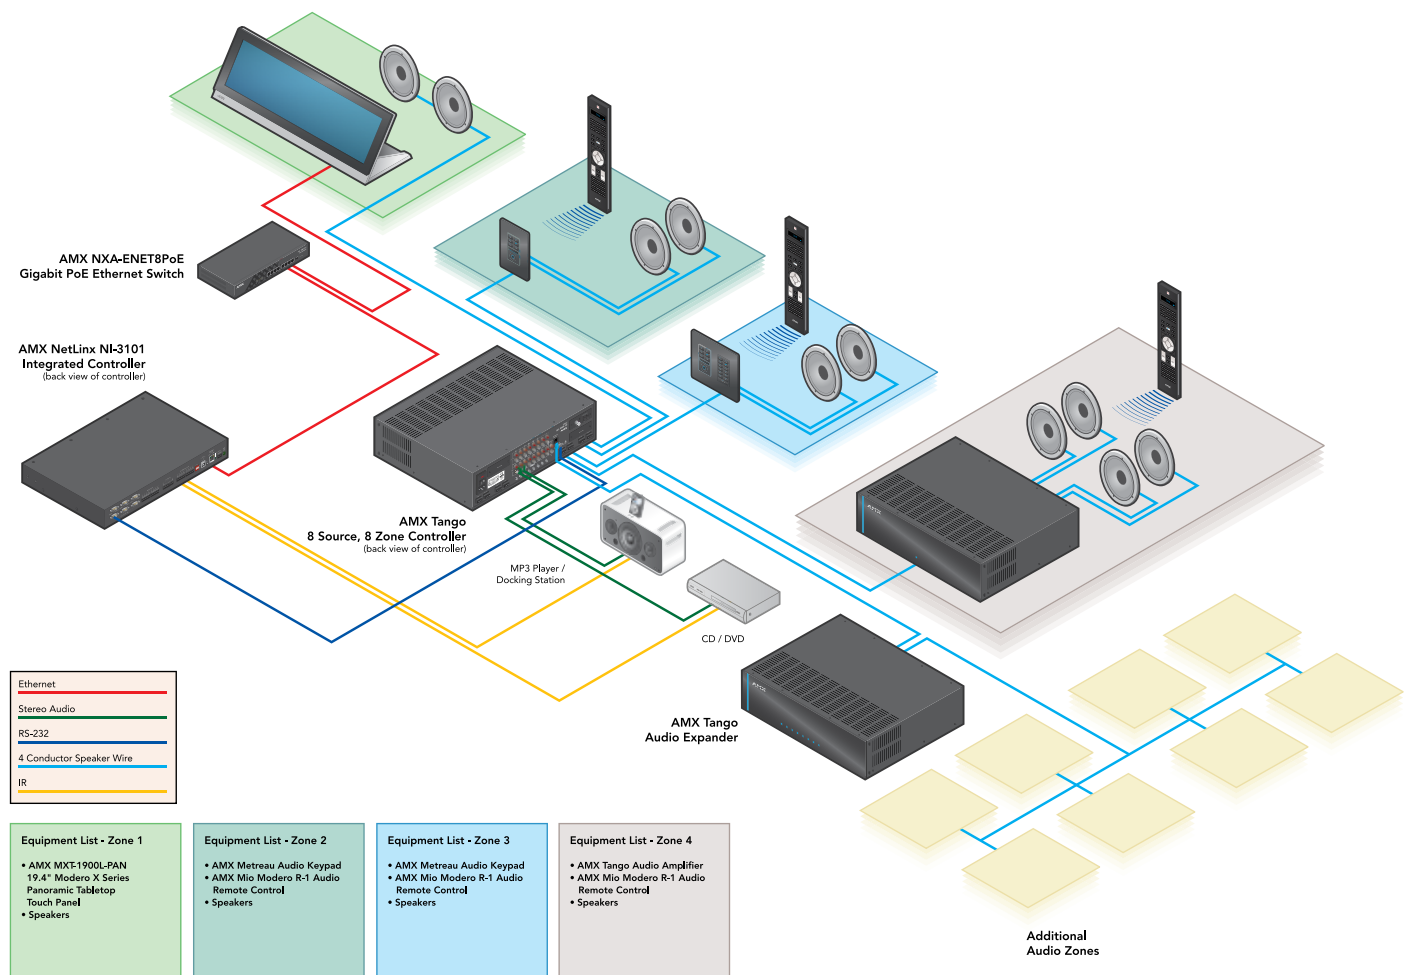 AMX NXA-ENET8PoE
Gigabit PoE Ethernet Switch
AMX NetLinx NI-3101
Integrated Controller
(back view of controller)
AMX Tango
8 Source, 8 Zone Controller
(back view of controller)
MP3 Player /
Docking Station
CD / DVD
AMX
AMX
AMX Tango
Audio Expander
Ethernet
Stereo Audio
RS-232
4 Conductor Speaker Wire
IR
Equipment List - Zone 1
• AMX MXT-1900L-PAN
19.4" Modero X Series
Panoramic Tabletop
Touch Panel
• Speakers
Equipment List - Zone 2
• AMX Metreau Audio Keypad
• AMX Mio Modero R-1 Audio
Remote Control
• Speakers
Equipment List - Zone 3
• AMX Metreau Audio Keypad
• AMX Mio Modero R-1 Audio
Remote Control
• Speakers
Equipment List - Zone 4
• AMX Tango Audio Amplifier
• AMX Mio Modero R-1 Audio
Remote Control
• Speakers
Additional
Audio Zones